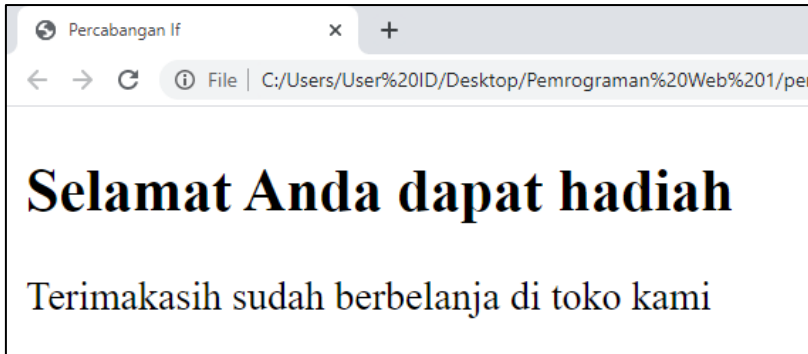 Percabangan If
File C:/Users/User%20ID/Desktop/Pemrograman%20Web%201/
Selamat Anda dapat hadiah
Terimakasih sudah berbelanja di toko kami